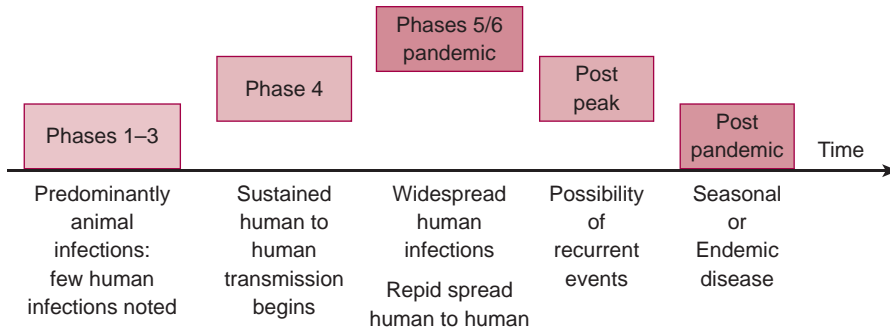 Phases 5/6
pandemic
Phase 4
Post
peak
Phases 1–3
Post
pandemic
Time
Predominantly
animal
infections:
few human
infections noted
Sustained
human to
human
transmission
begins
Widespread
human
infections
Repid spread
human to human
Possibility
of
recurrent
events
Seasonal
or
Endemic
disease